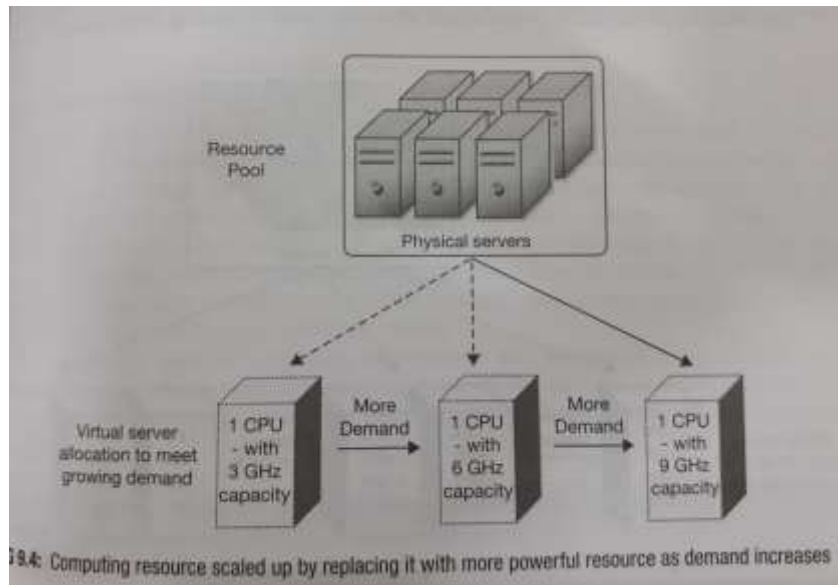 Resource
Pool
Physical servers
Virtual server
allocation to meet
growing demand
1 CPU
- with
3 GHz
capacity
More
Demand
1 CPU
- with
6 GHz
capacity
More
Demand
1 CPU
- with
9 GHz
capacity
9.4: Computing resource scaled up by replacing it with more powerful resource as demand increases